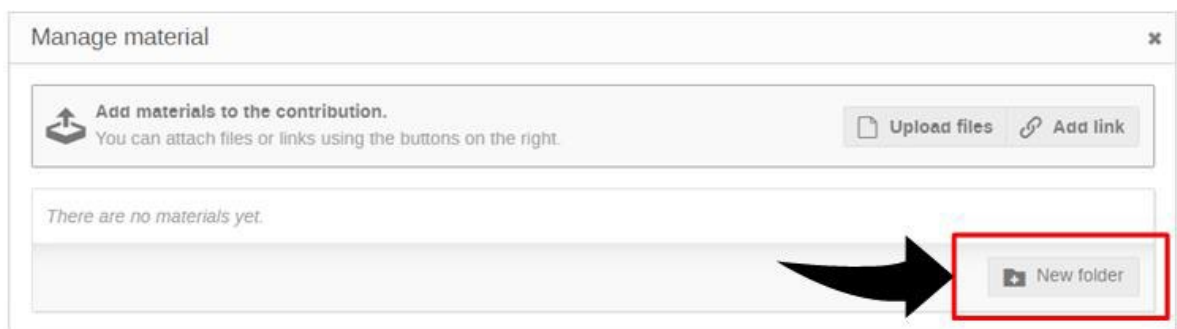 Manage material
Add materials to the contribution.
You can attach files or links using the buttons on the right.
Upload files
Add link
There are no materials yet.
New folder